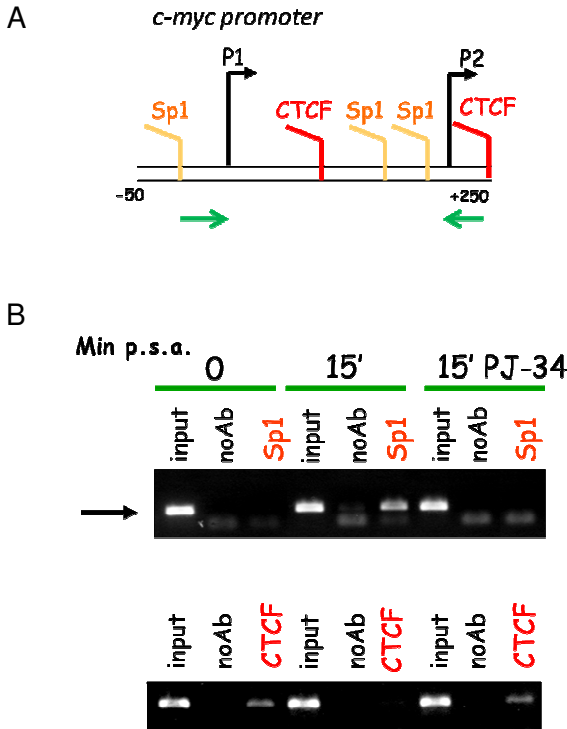 A
c-myc promoter
P1 P2
Sp1 CTCF Sp1 Sp1 CTCF
-50 +250
B
Min p.s.a.
0 15' 15' PJ-34
input noAb Sp1 input noAb Sp1 input noAb Sp1
input noAb CTCF input noAb CTCF input noAb CTCF